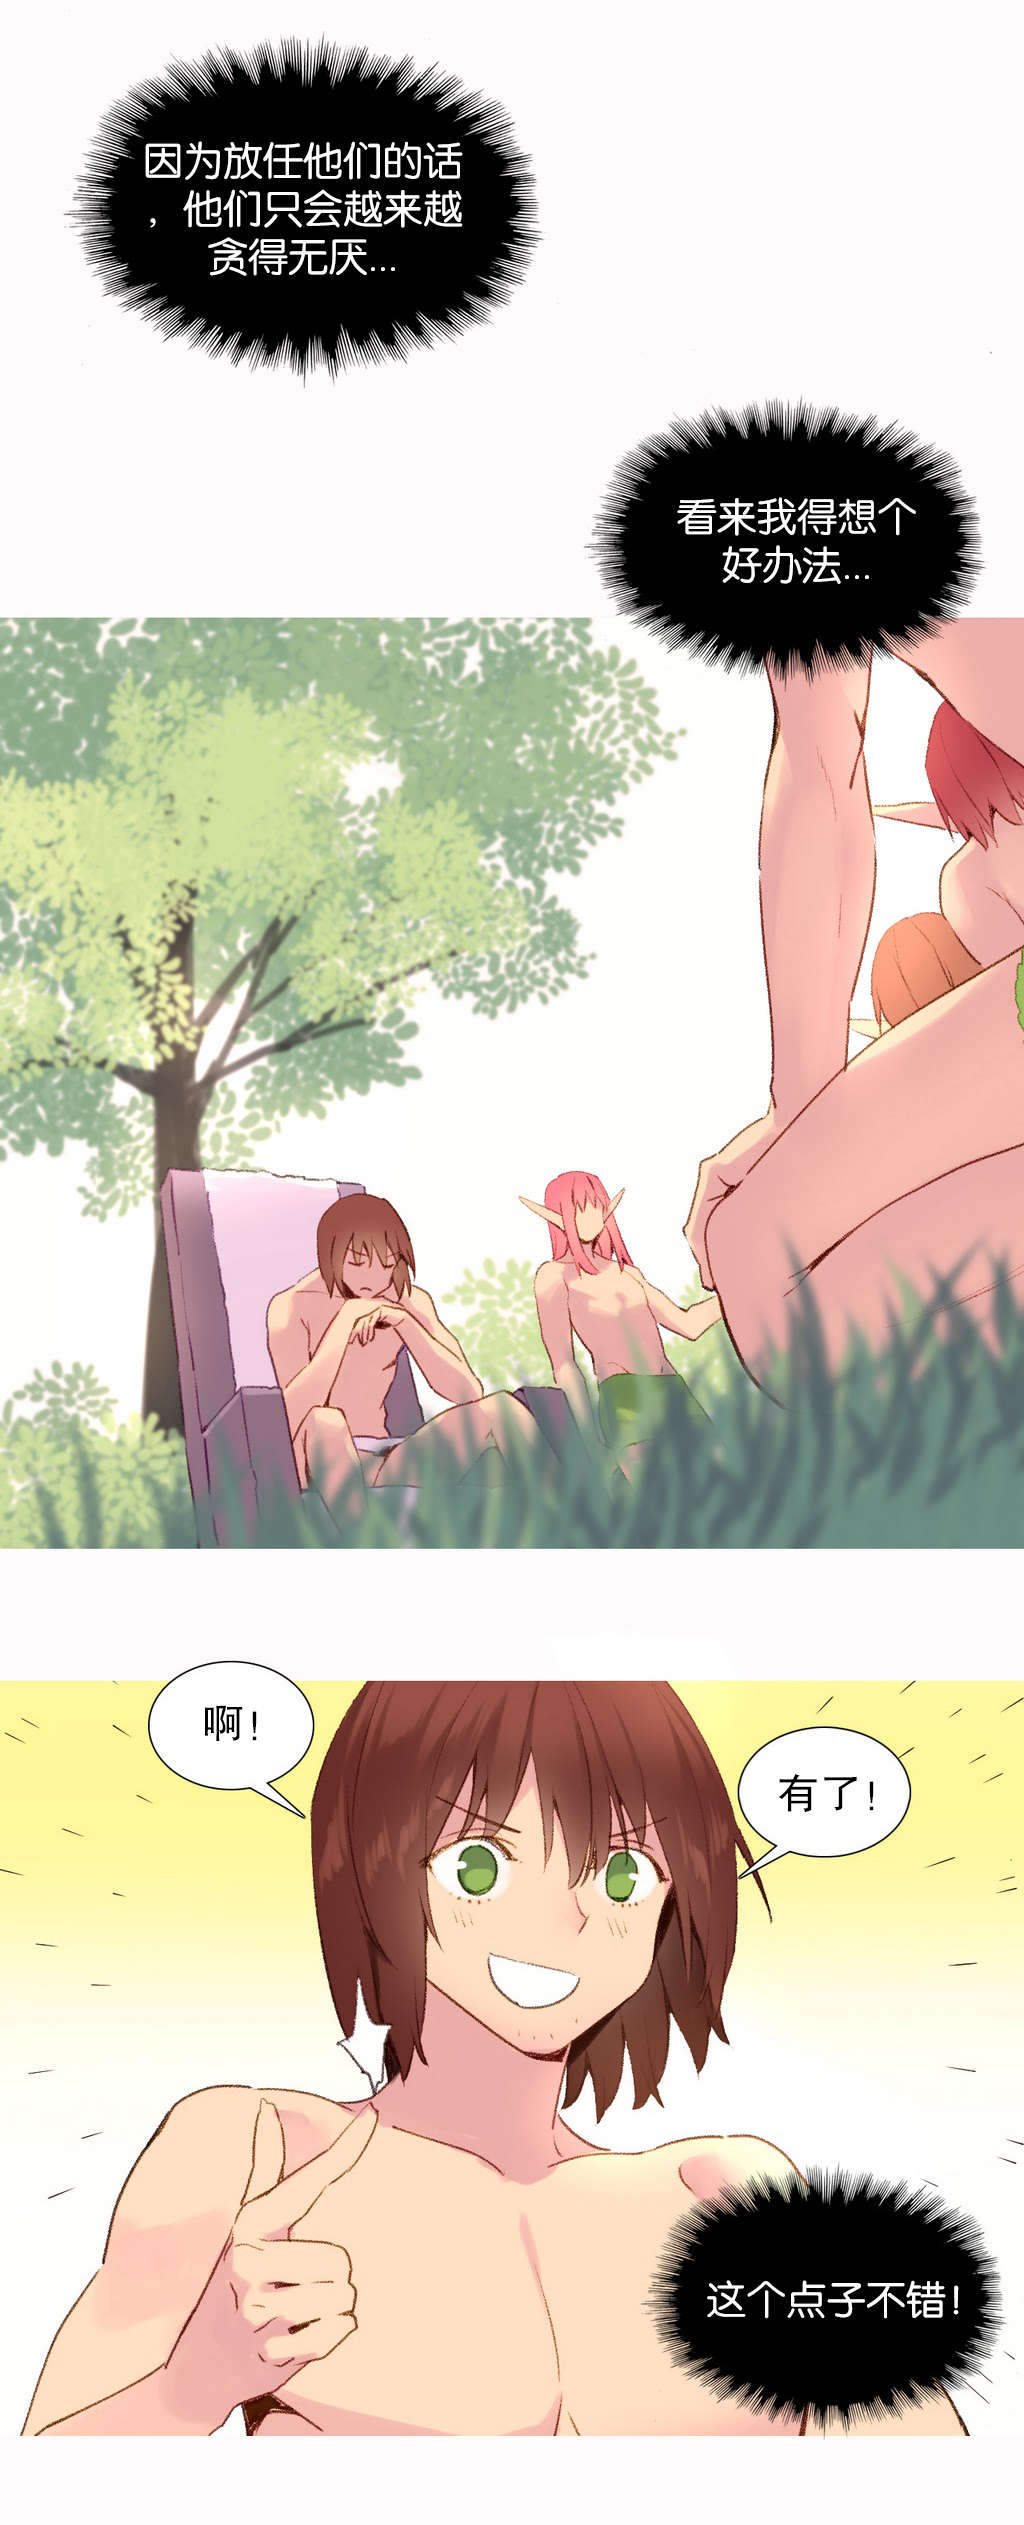 因为放任他们的话
，他们只会越来越
贪得无厌...
看来我得想个
好办法...
啊!
有了!
这个点子不错!